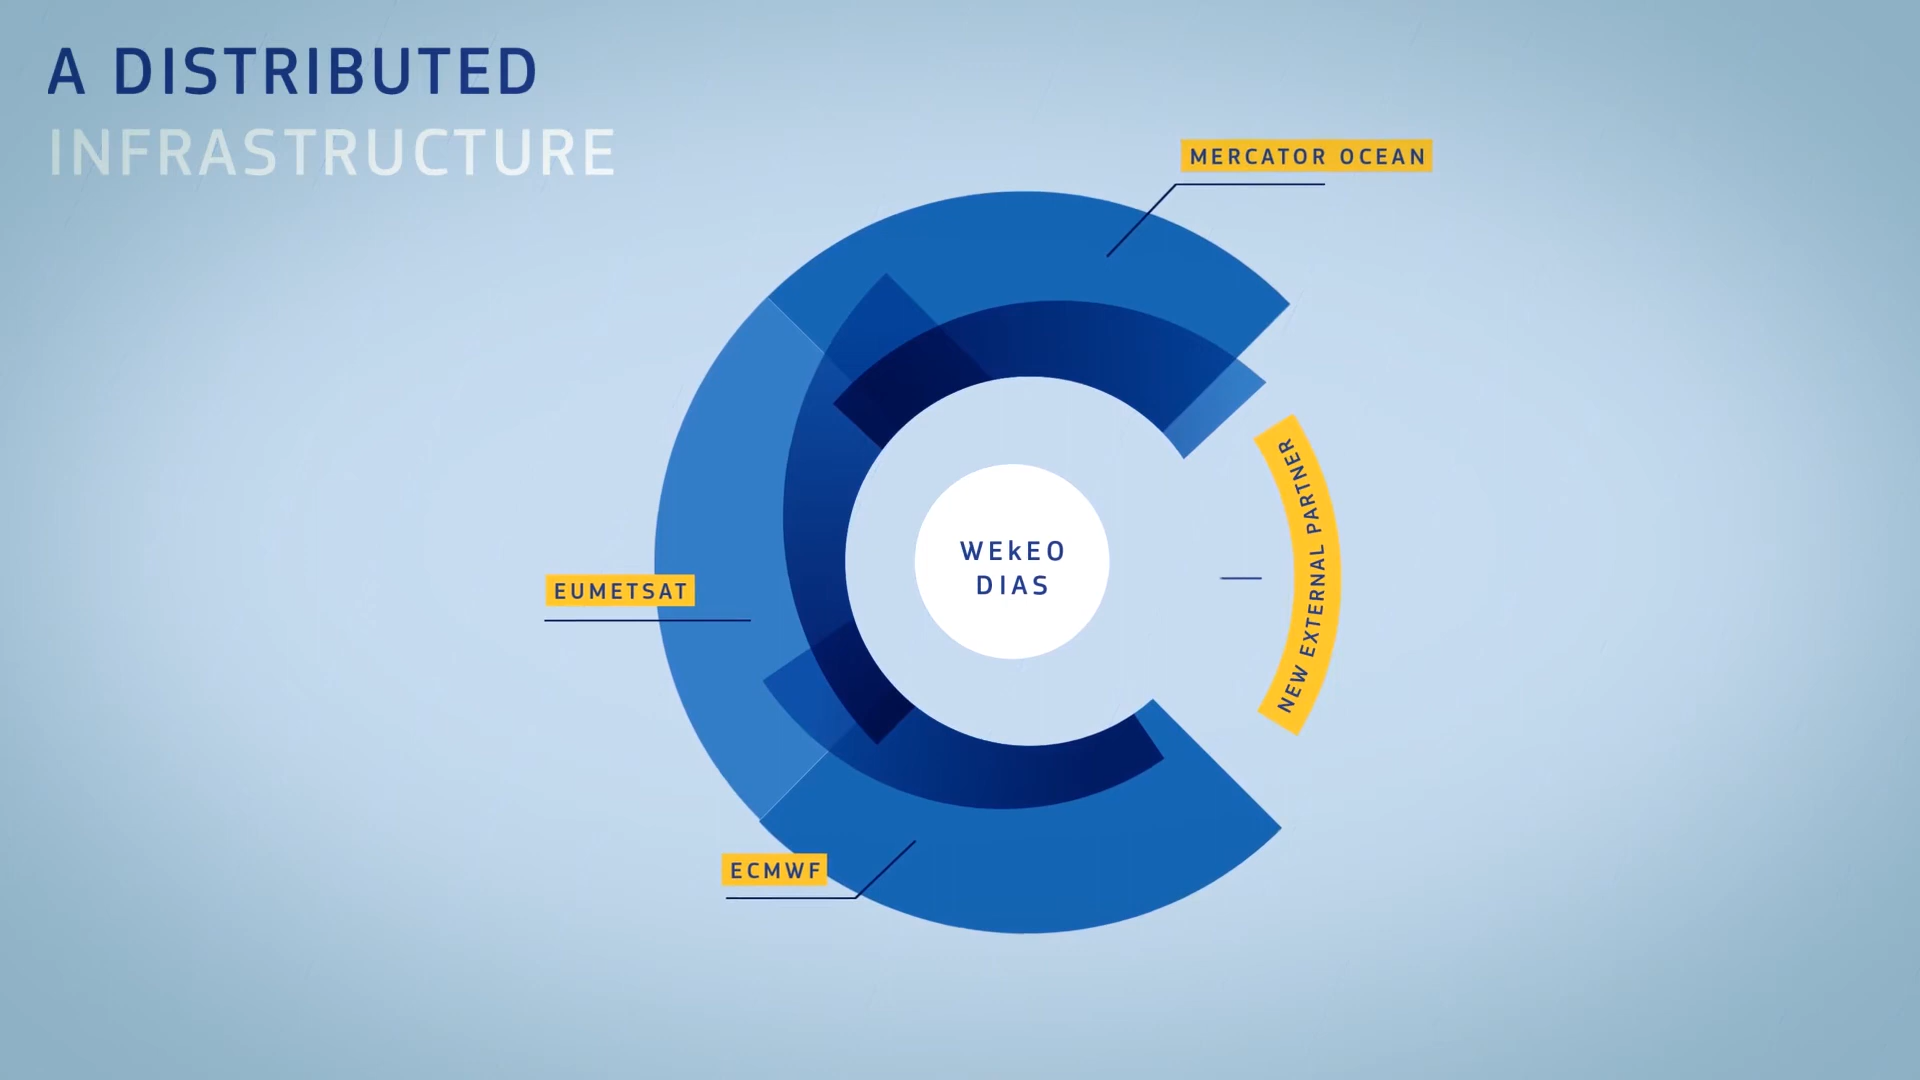 A DISTRIBUTED
INFRASTRUCTURE
MERCATOR OCEAN
NEW EXTERNAL PARTNER
WEkEO
DIAS
EUMETSAT
ECMWF